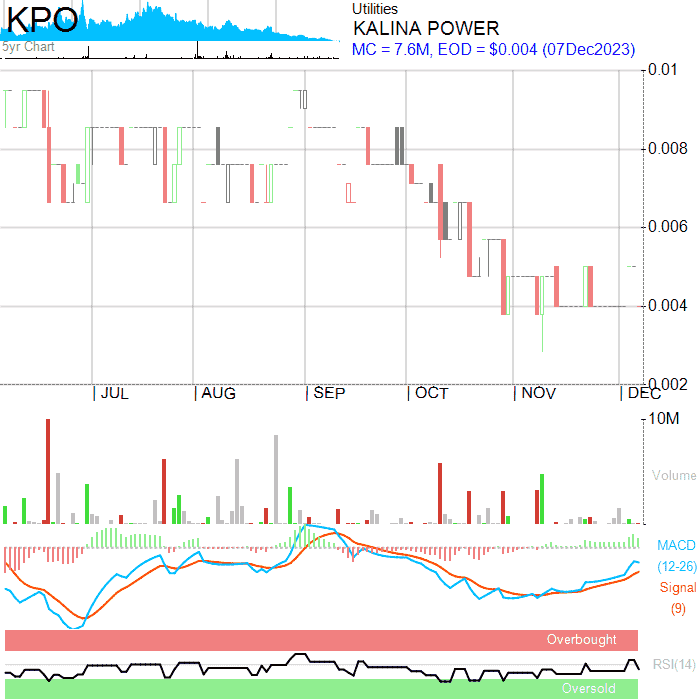 KPO
5yr Chart
Utilities
KALINA POWER
MC = 7.6M, EOD = $0.004 (07Dec2023)
0.01
0.008
0.006
0.004
0.002
JUL
AUG
SEP
OCT
NOV
DEC
10M
Volume
MACD
(12-26)
Signal
(9)
Overbought
RSI(14)
Oversold